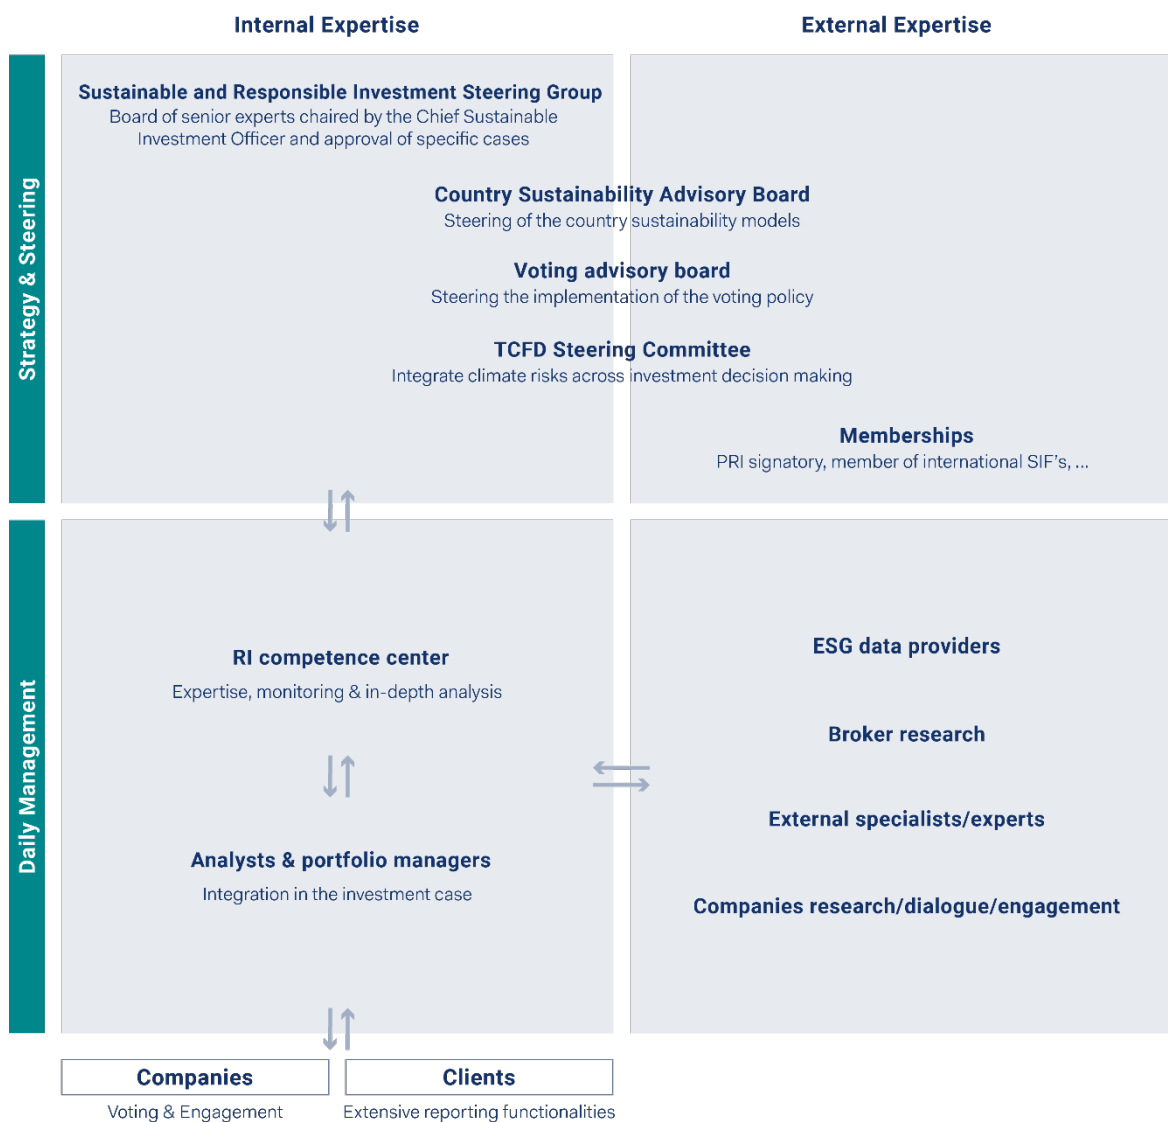 Internal Expertise
External Expertise
Strategy & Steering
Sustainable and Responsible Investment Steering Group
Board of senior experts chaired by the Chief Sustainable
Investment Officer and approval of specific cases
Country Sustainability Advisory Board
Steering of the country sustainability models
Voting advisory board
Steering the implementation of the voting policy
TCFD Steering Committee
Integrate climate risks across investment decision making
Memberships
PRI signatory, member of international SIF's, ...
Daily Management
RI competence center
Expertise, monitoring & in-depth analysis
Analysts & portfolio managers
Integration in the investment case
ESG data providers
Broker research
External specialists/experts
Companies research/dialogue/engagement
Companies
Voting & Engagement
Clients
Extensive reporting functionalities